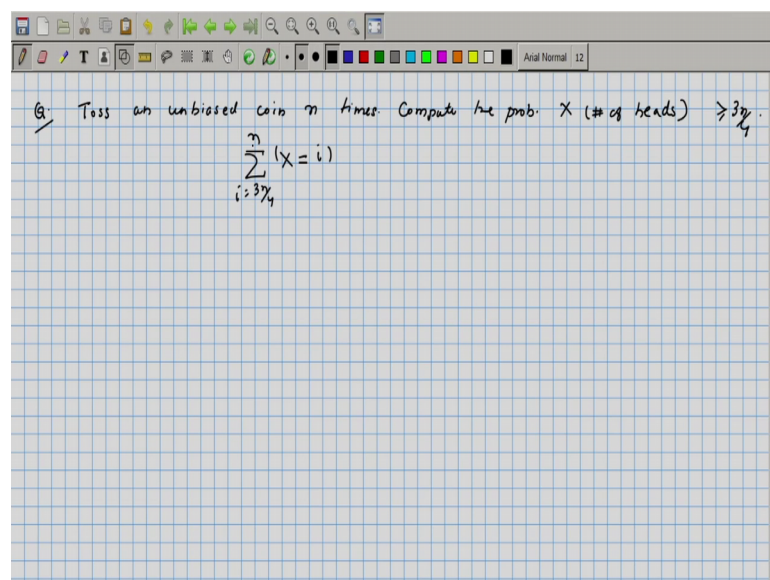 T Arial Normal 12
Q: Toss an unbiased coin n times. Compute the prob. X (# of heads) ≥ 3n/4.
n
∑ (X = i)
i = 3n/4